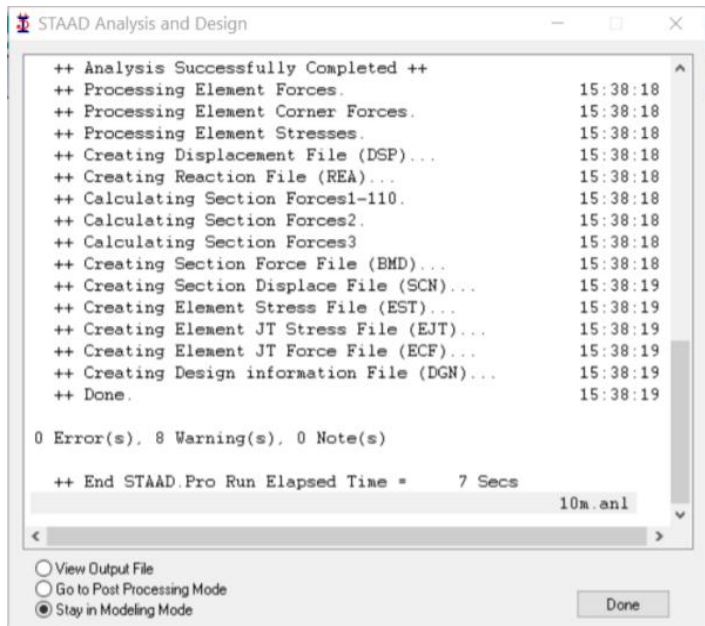 STAAD Analysis and Design
++ Analysis Successfully Completed ++
++ Processing Element Forces. 15:38:18
++ Processing Element Corner Forces. 15:38:18
++ Processing Element Stresses. 15:38:18
++ Creating Displacement File (DSP)... 15:38:18
++ Creating Reaction File (REA)... 15:38:18
++ Calculating Section Forces1-110. 15:38:18
++ Calculating Section Forces2. 15:38:18
++ Calculating Section Forces3 15:38:18
++ Creating Section Force File (BMD)... 15:38:18
++ Creating Section Displace File (SCN)... 15:38:19
++ Creating Element Stress File (EST)... 15:38:19
++ Creating Element JT Stress File (EJT)... 15:38:19
++ Creating Element JT Force File (ECF)... 15:38:19
++ Creating Design information File (DGN)... 15:38:19
++ Done. 15:38:19
0 Error(s), 8 Warning(s), 0 Note(s)
++ End STAAD.Pro Run Elapsed Time = 7 Secs
10m.anl
View Output File
Go to Post Processing Mode
Stay in Modeling Mode
Done